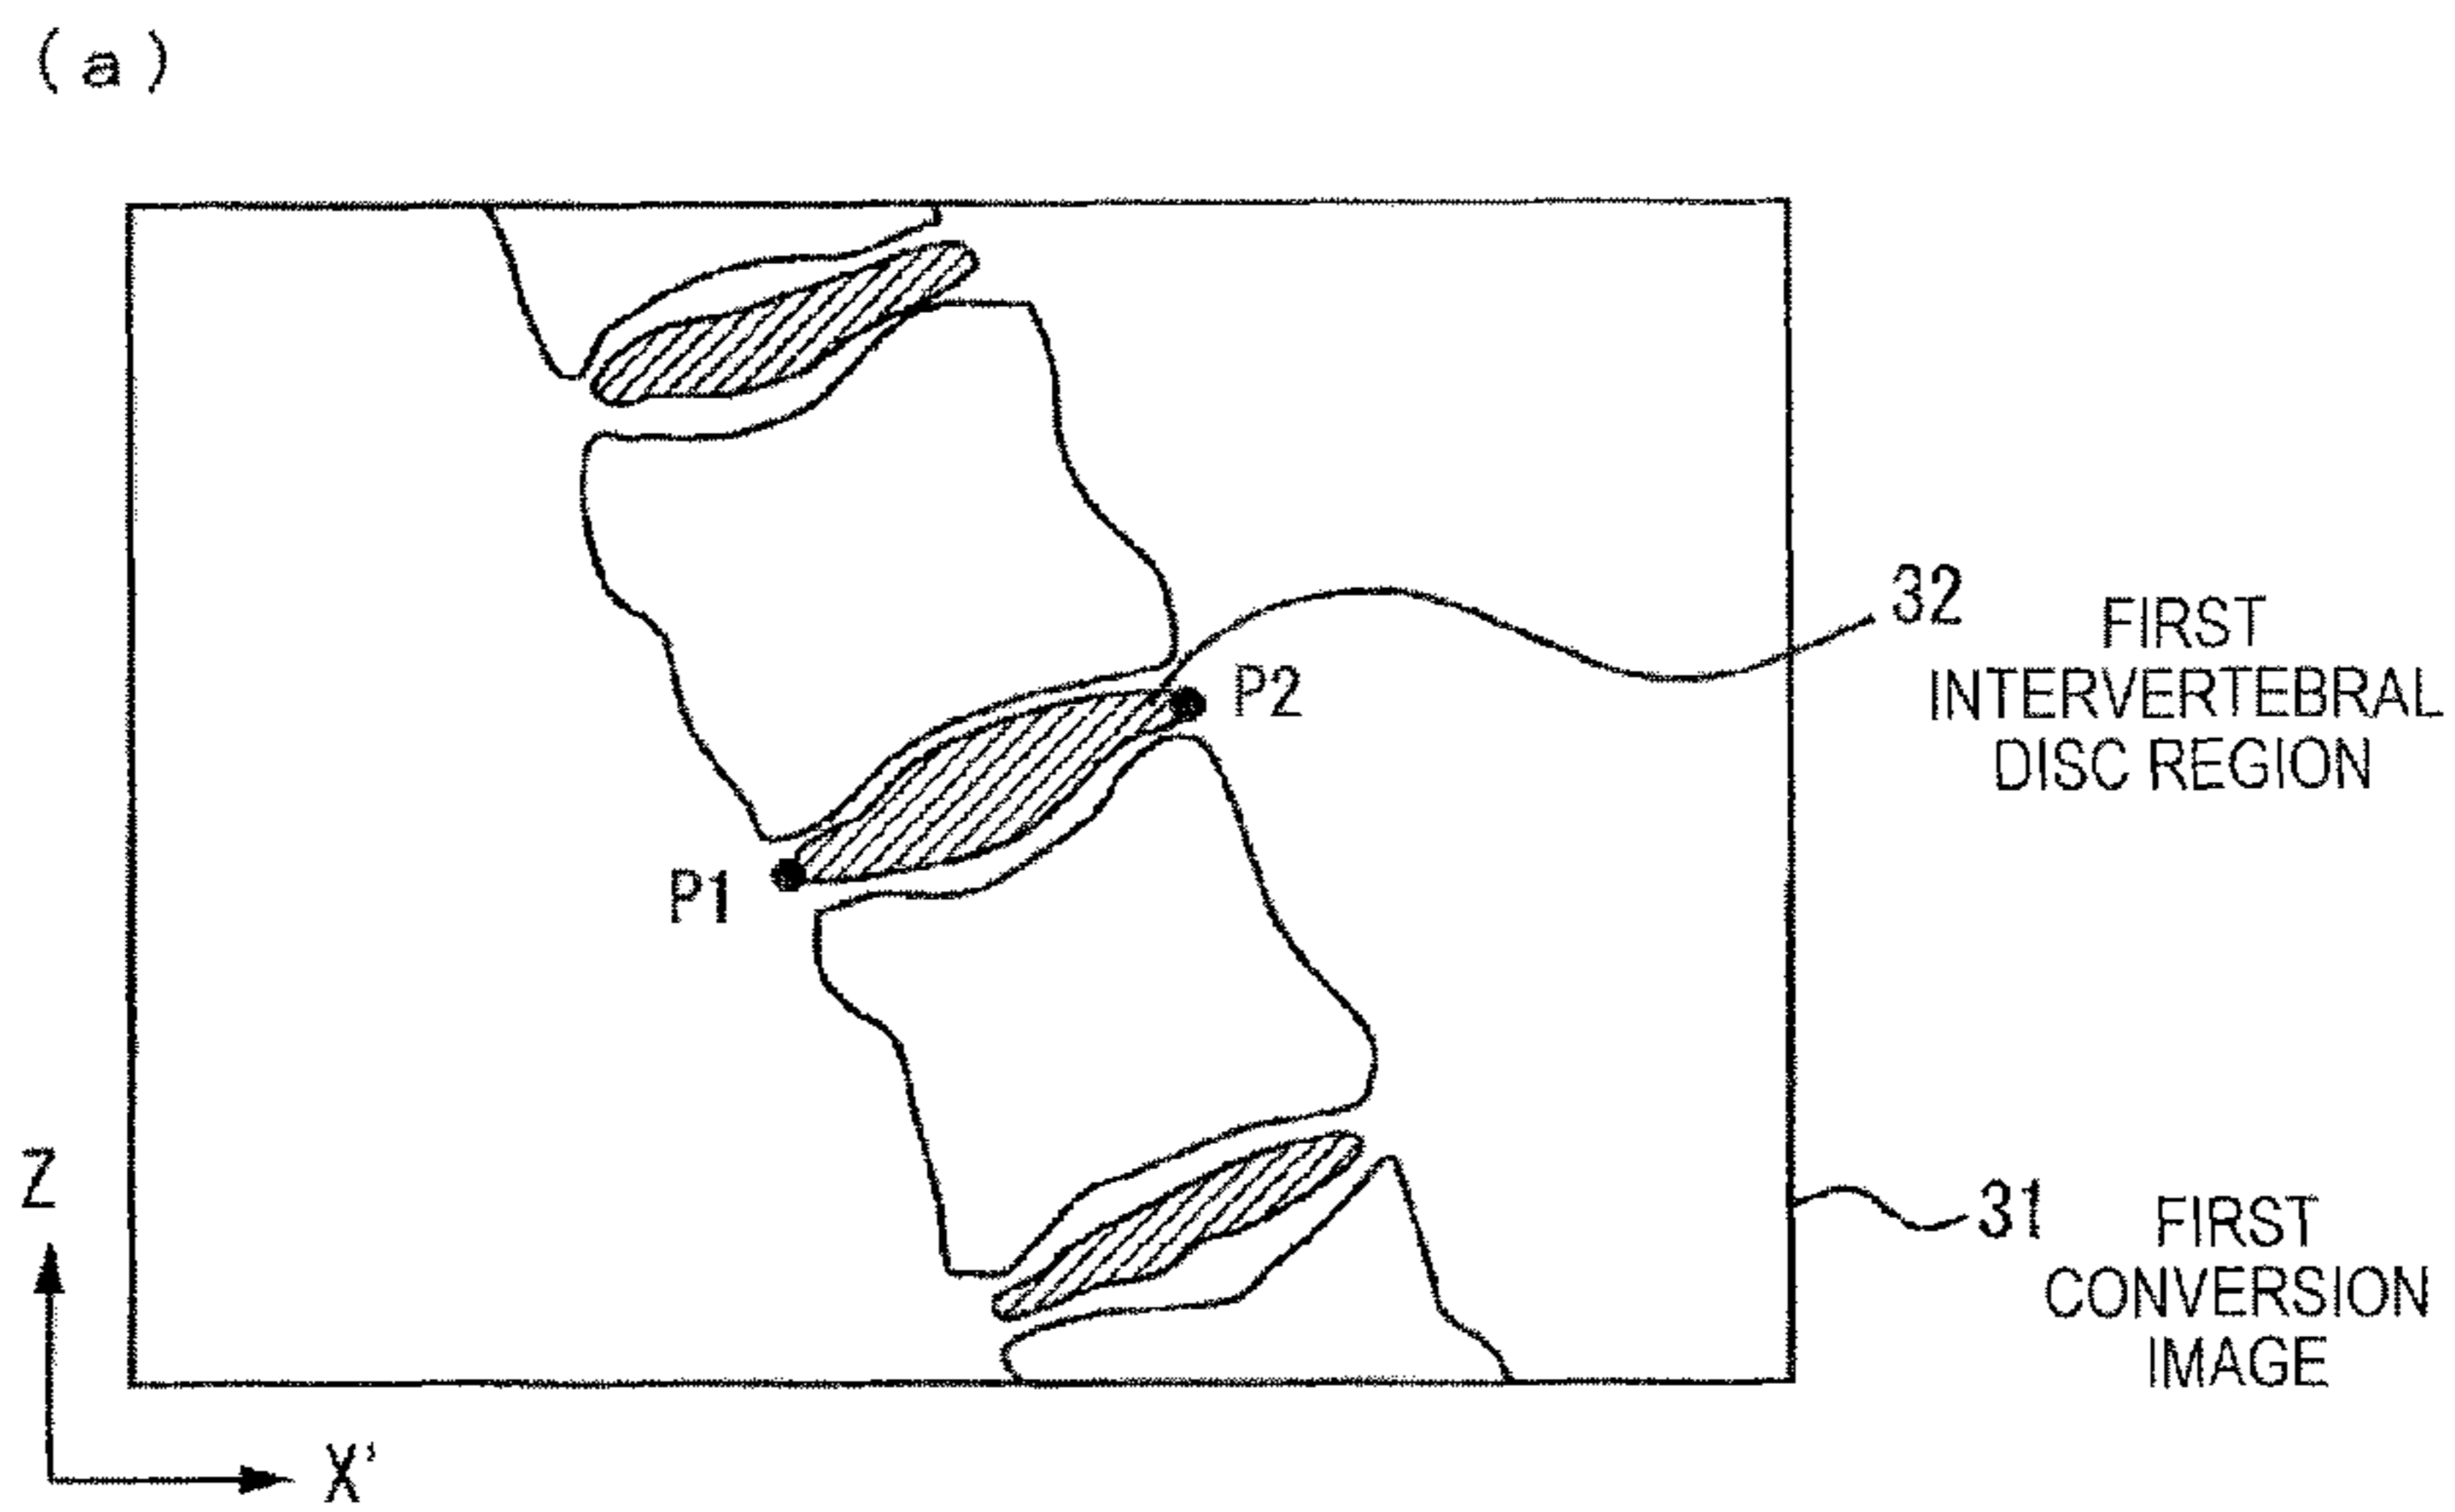 (a)
32
FIRST
INTERVERTEBRAL
DISC REGION
P2
P1
Z
31
FIRST
CONVERSION
IMAGE
X'